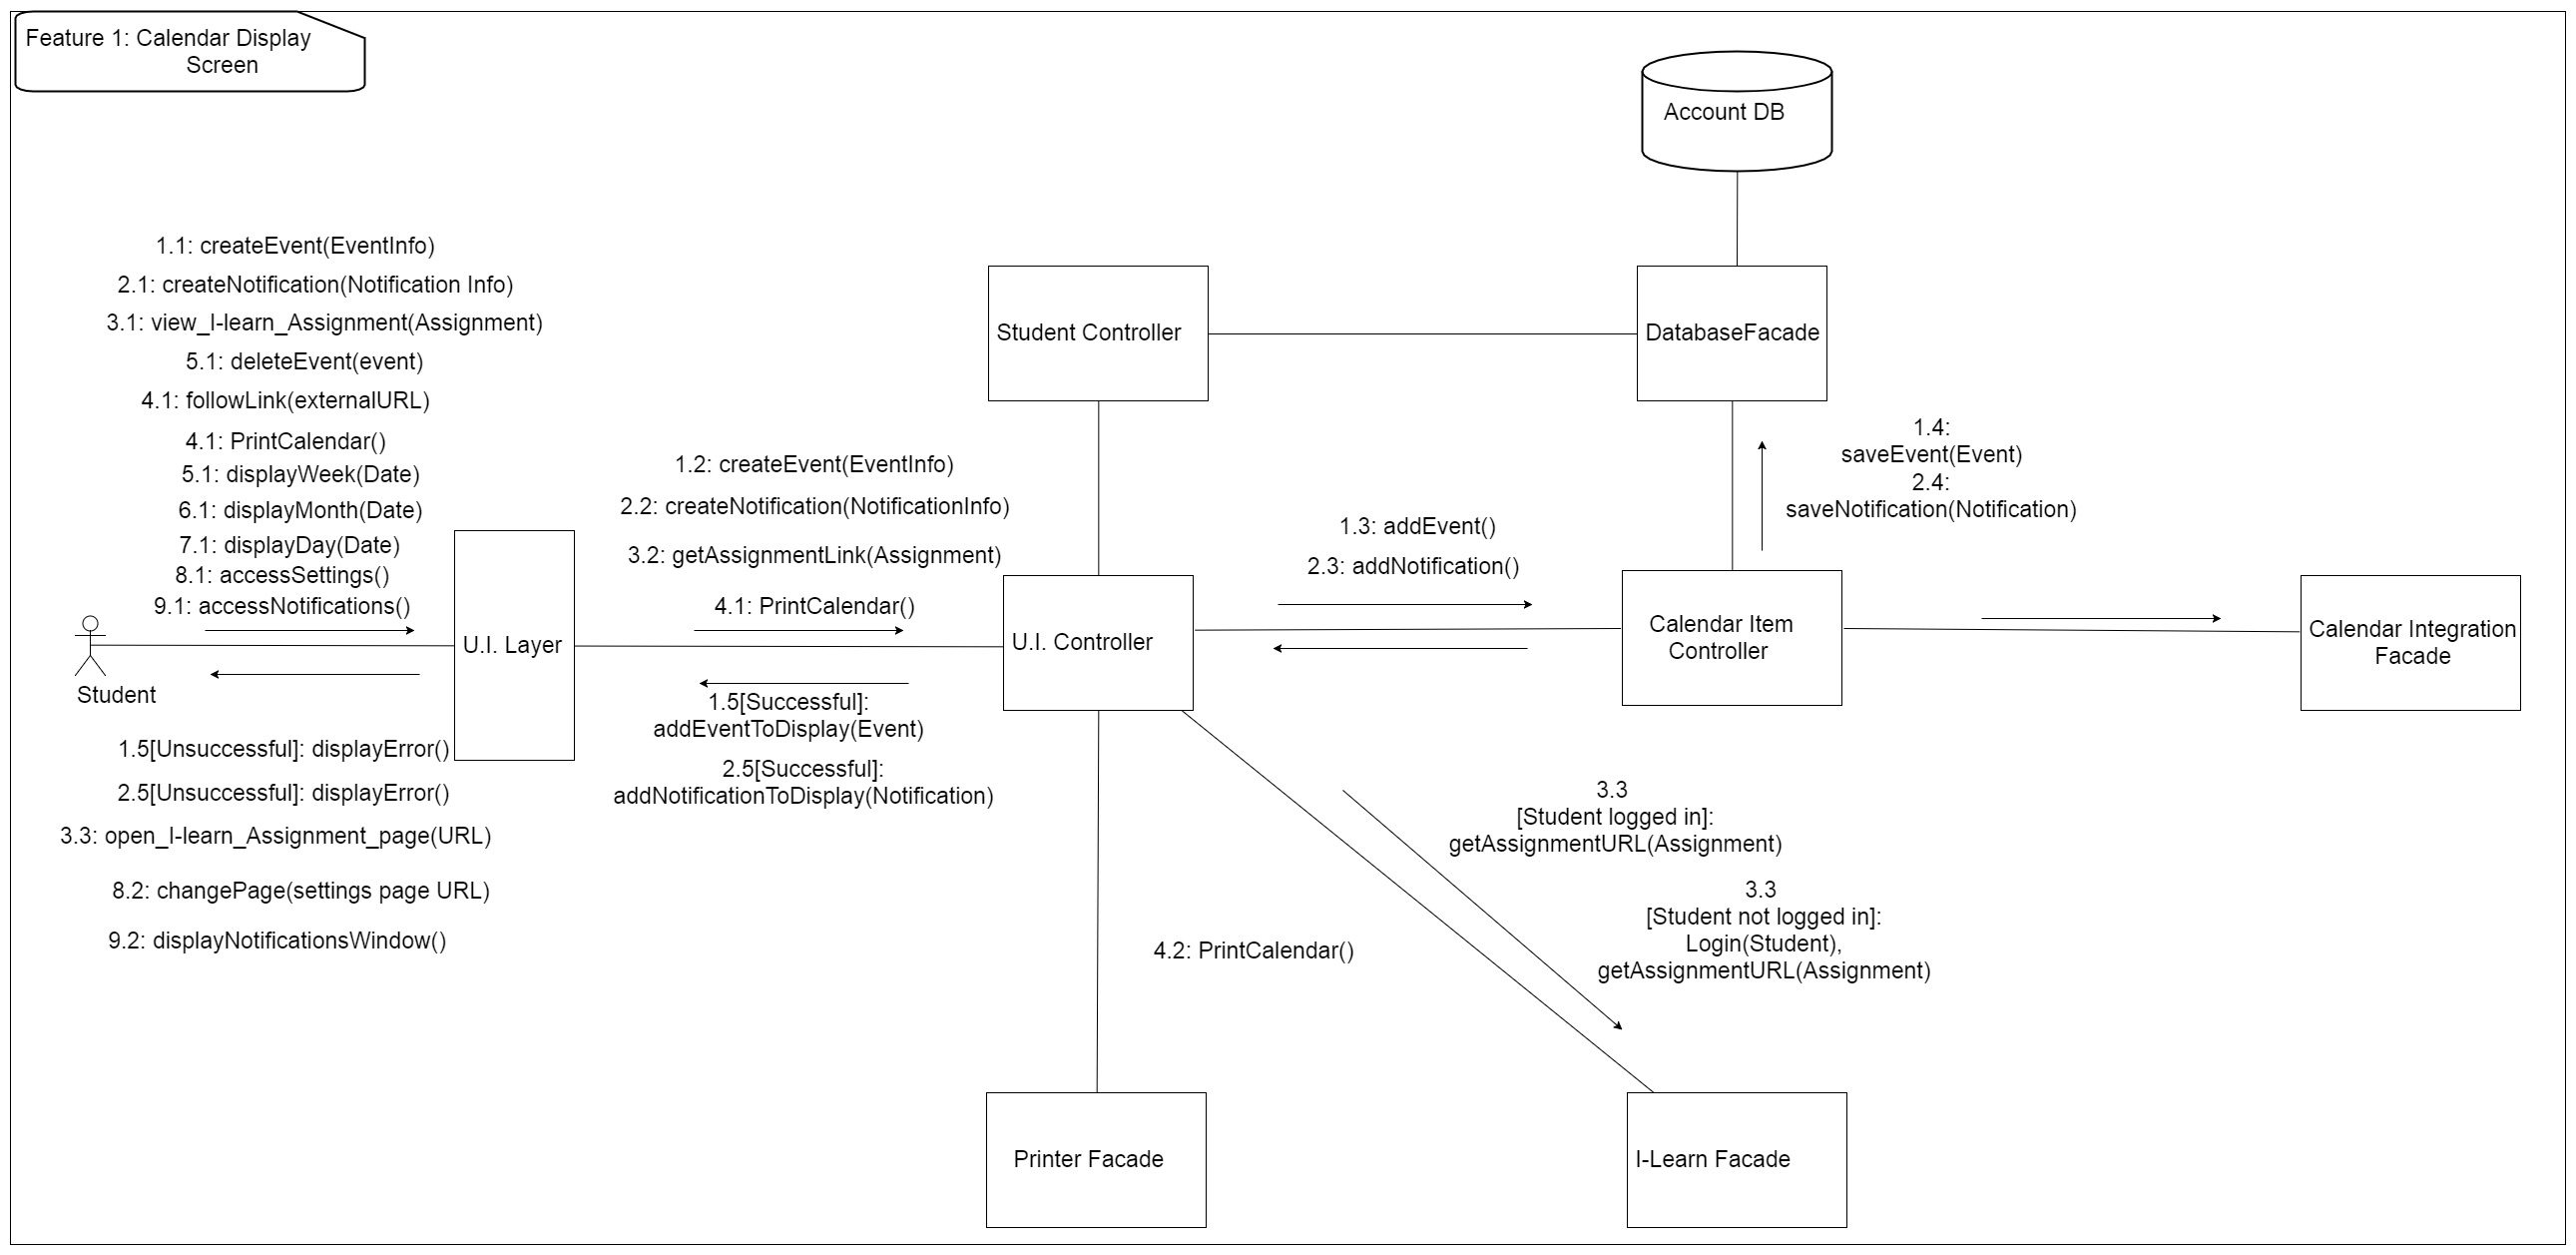 Feature 1: Calendar Display
Screen
Account DB
1.1: createEvent(EventInfo)
2.1: createNotification(Notification Info)
3.1: view_I-learn_Assignment(Assignment)
5.1: deleteEvent(event)
4.1: followLink(externalURL)
4.1: PrintCalendar()
5.1: displayWeek(Date)
6.1: displayMonth(Date)
7.1: displayDay(Date)
8.1: accessSettings()
9.1: accessNotifications()
Student
U.I. Layer
1.5[Unsuccessful]: displayError()
2.5[Unsuccessful]: displayError()
3.3: open_I-learn_Assignment_page(URL)
8.2: changePage(settings page URL)
9.2: displayNotificationsWindow()
1.2: createEvent(EventInfo)
2.2: createNotification(NotificationInfo)
3.2: getAssignmentLink(Assignment)
4.1: PrintCalendar()
1.5[Successful]:
addEventToDisplay(Event)
2.5[Successful]:
addNotificationToDisplay(Notification)
Student Controller
DatabaseFacade
U.I. Controller
1.3: addEvent()
2.3: addNotification()
1.4:
saveEvent(Event)
2.4:
saveNotification(Notification)
Calendar Item
Controller
Calendar Integration
Facade
3.3
[Student logged in]:
getAssignmentURL(Assignment)
3.3
[Student not logged in]:
Login(Student),
getAssignmentURL(Assignment)
4.2: PrintCalendar()
Printer Facade
I-Learn Facade